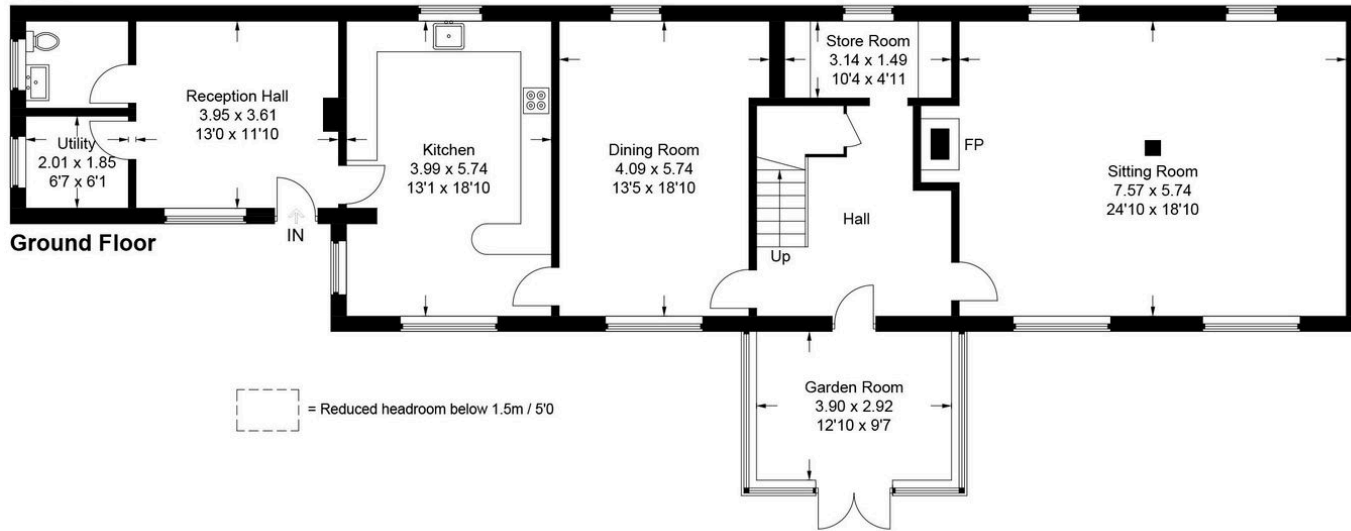 Reception Hall
3.95 x 3.61
13'0 x 11'10
Utility
2.01 x 1.85
6'7 x 6'1
IN
Ground Floor
Kitchen
3.99 x 5.74
13'1 x 18'10
Dining Room
4.09 x 5.74
13'5 x 18'10
Store Room
3.14 x 1.49
10'4 x 4'11
Hall
Up
FP
Sitting Room
7.57 x 5.74
24'10 x 18'10
Garden Room
3.90 x 2.92
12'10 x 9'7
= Reduced headroom below 1.5m / 5'0